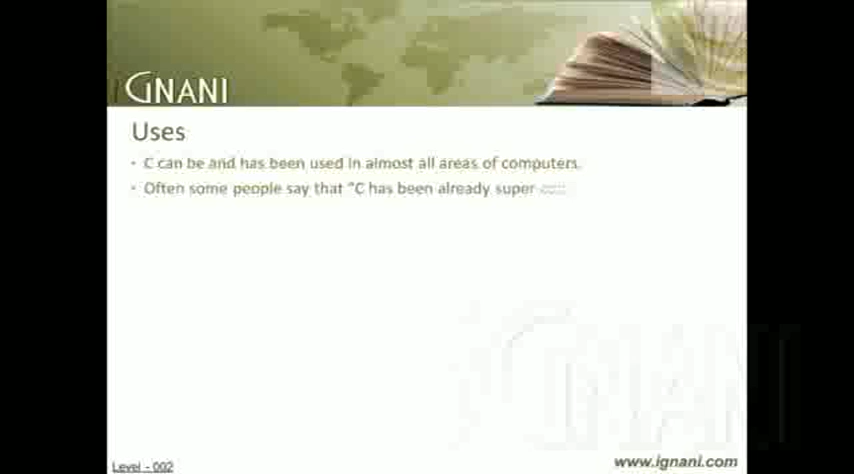 GNANI
Uses
• C can be and has been used in almost all areas of computers.
• Often some people say that "C has been already super
GNANI
Level - 002
www.ignani.com